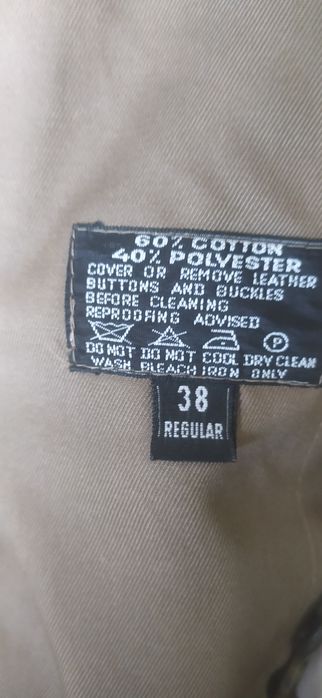 60% COTTON
40% POLYESTER
COVER OR REMOVE LEATHER
BUTTONS AND BUCKLES
BEFORE CLEANING
REPROOFING ADVISED
P
DO NOT DO NOT COOL DRY CLEAN
WASH BLEACH IRON ONLY
38
REGULAR